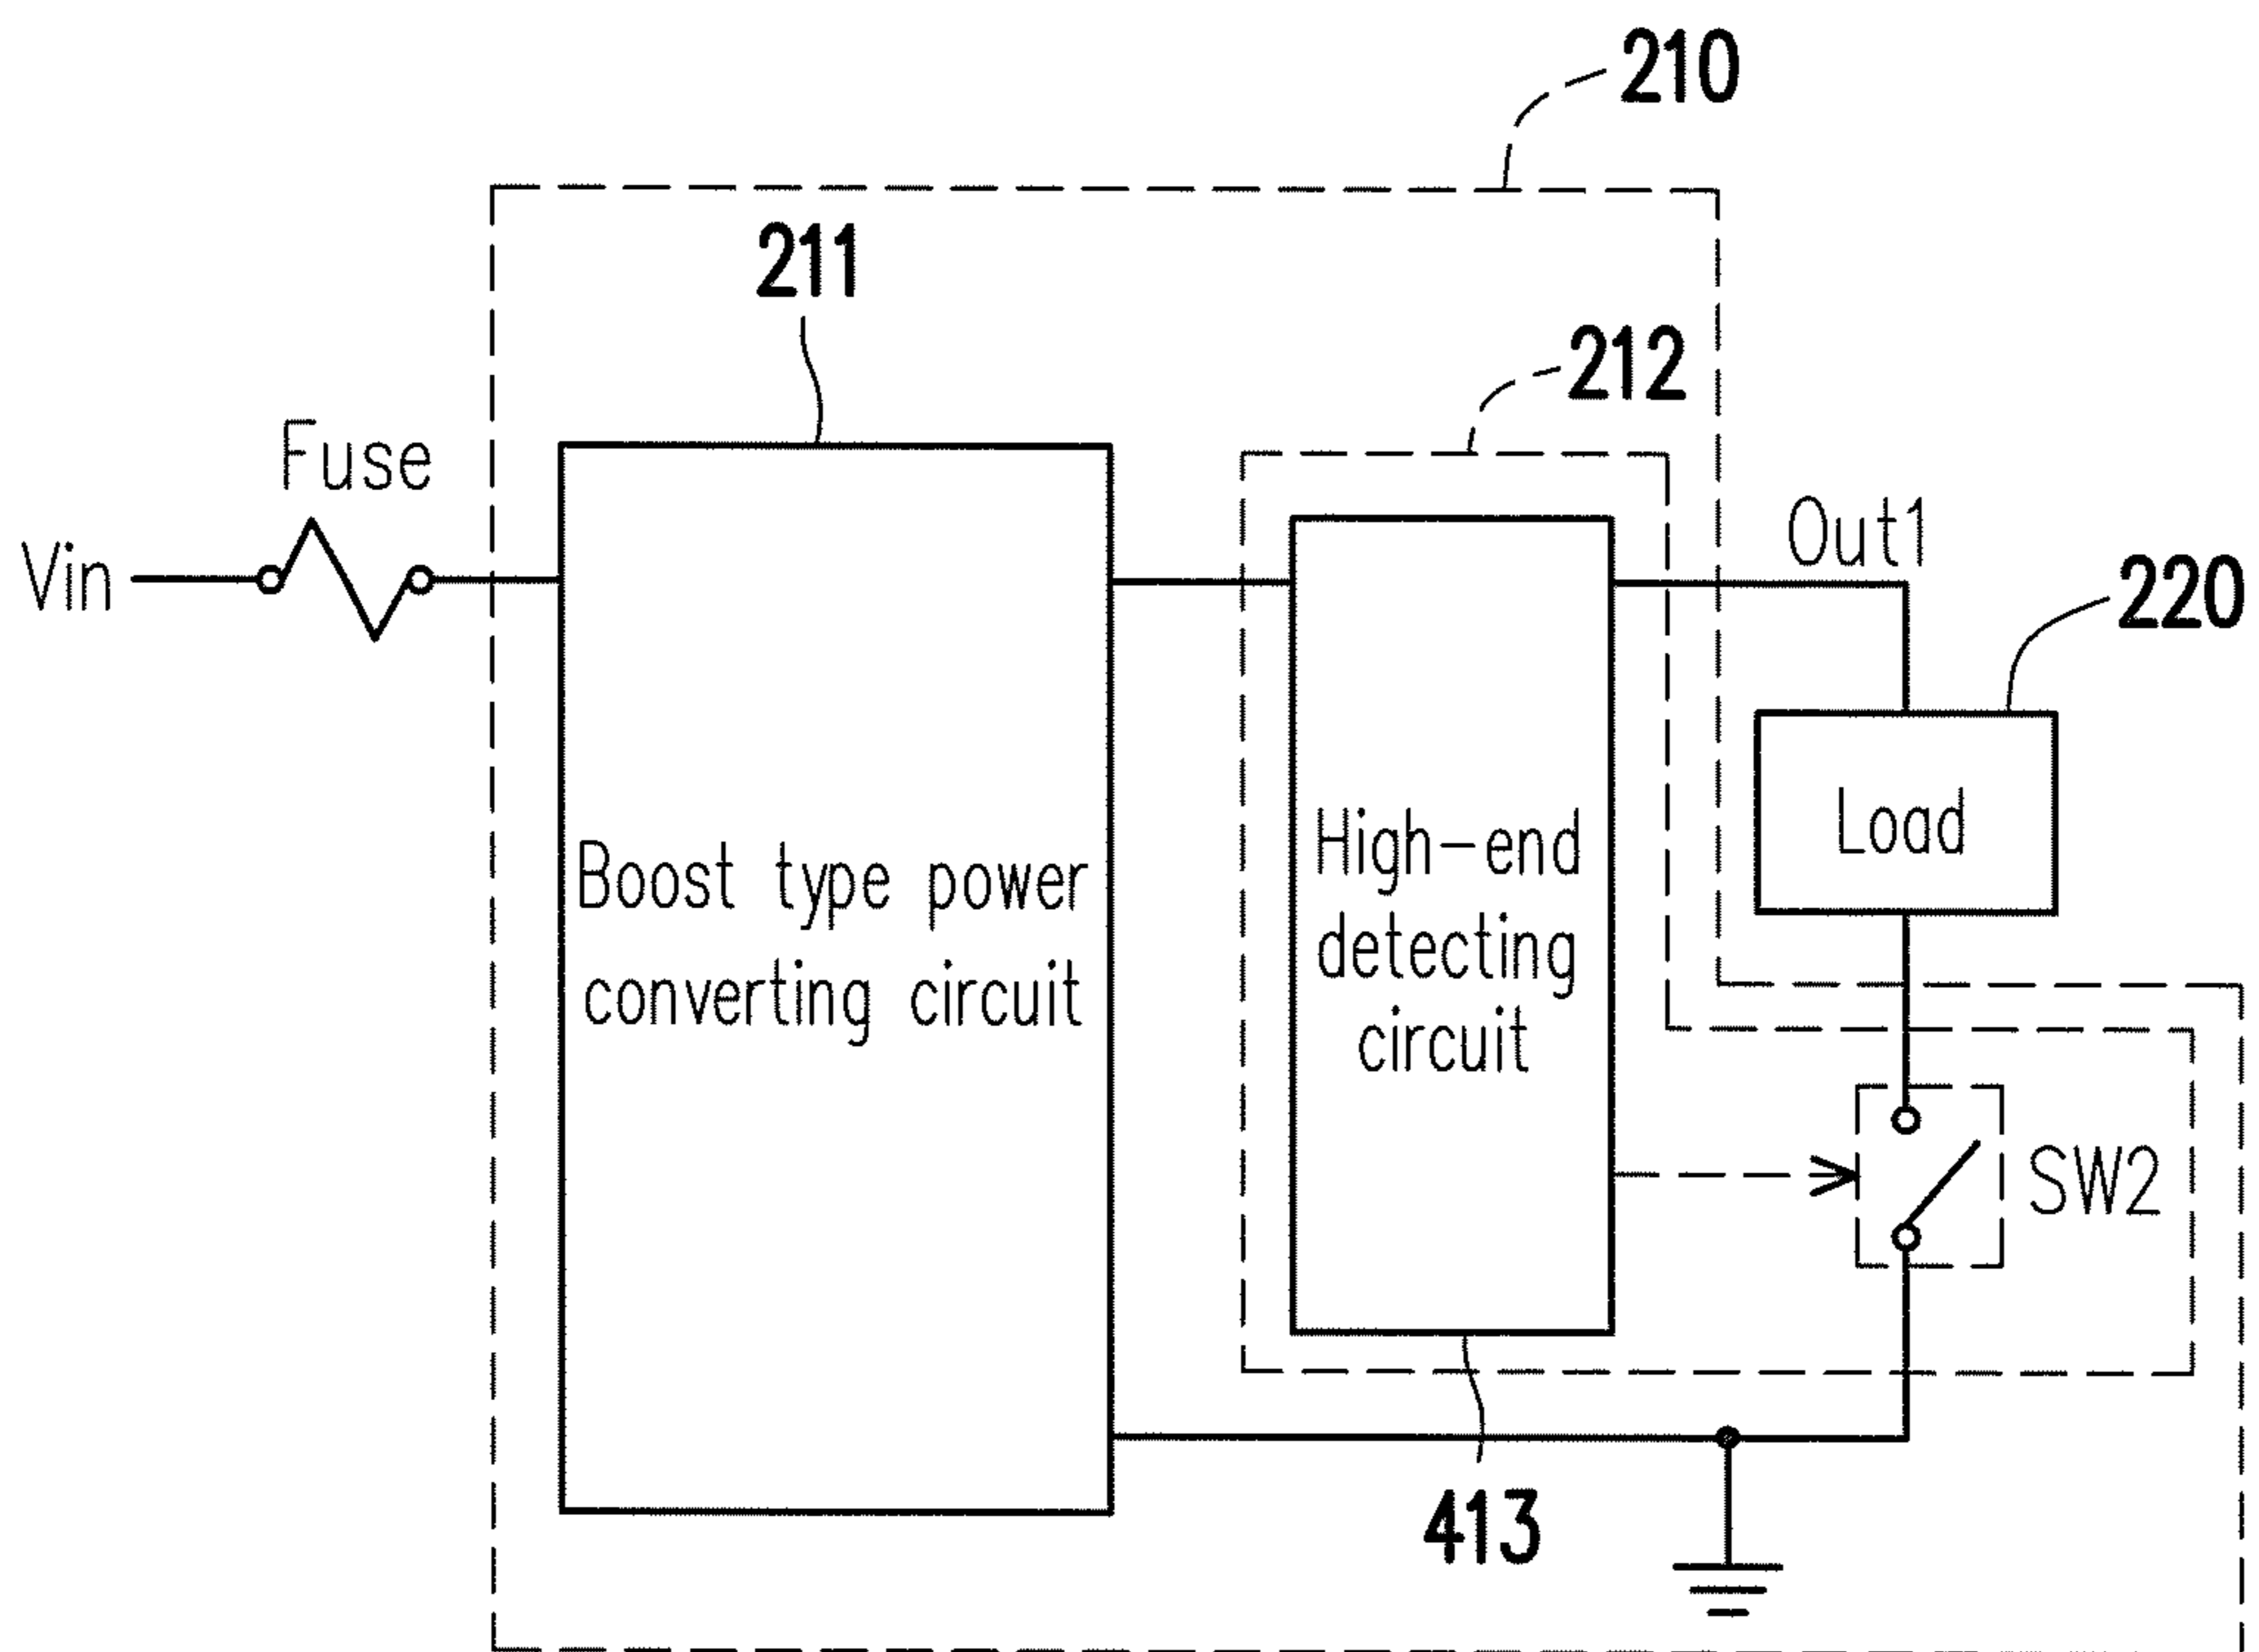 210
211
212
Fuse
Vin
Out1
220
Load
Boost type power
converting circuit
High-end
detecting
circuit
SW2
413